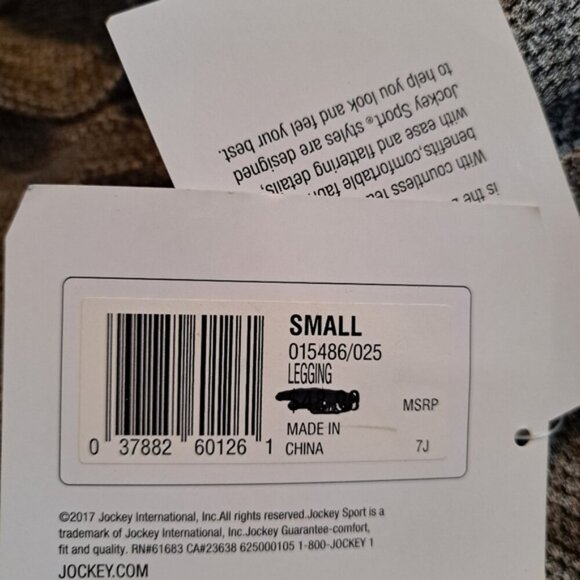 to help you look and feel your best.
Jockey Sport® styles are designed
with ease and flattering details,
benefits, comfortable
With countless
is the
SMALL
015486/025
LEGGING
MSRP
MADE IN
CHINA
7J
0 37882 60126 1
©2017 Jockey International, Inc.All rights reserved.Jockey Sport is a
trademark of Jockey International, Inc.Jockey Guarantee-comfort,
fit and quality. RN#61683 CA#23638 625000105 1-800-JOCKEY 1
JOCKEY.COM